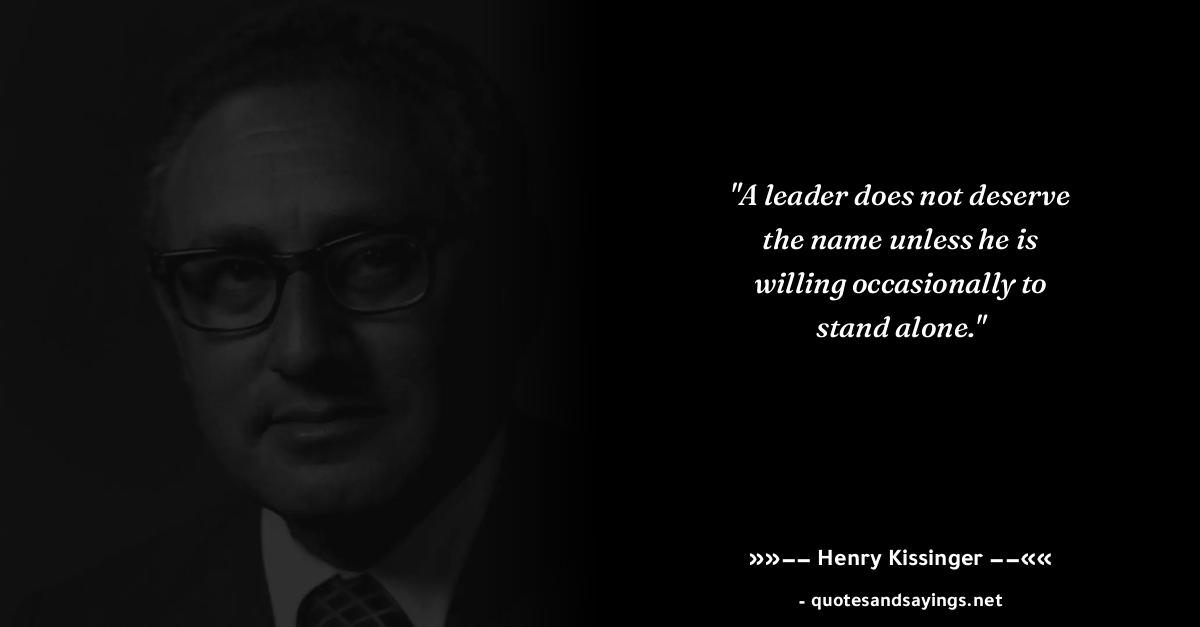 "A leader does not deserve
the name unless he is
willing occasionally to
stand alone."
»»–– Henry Kissinger ––««
- quotesandsayings.net